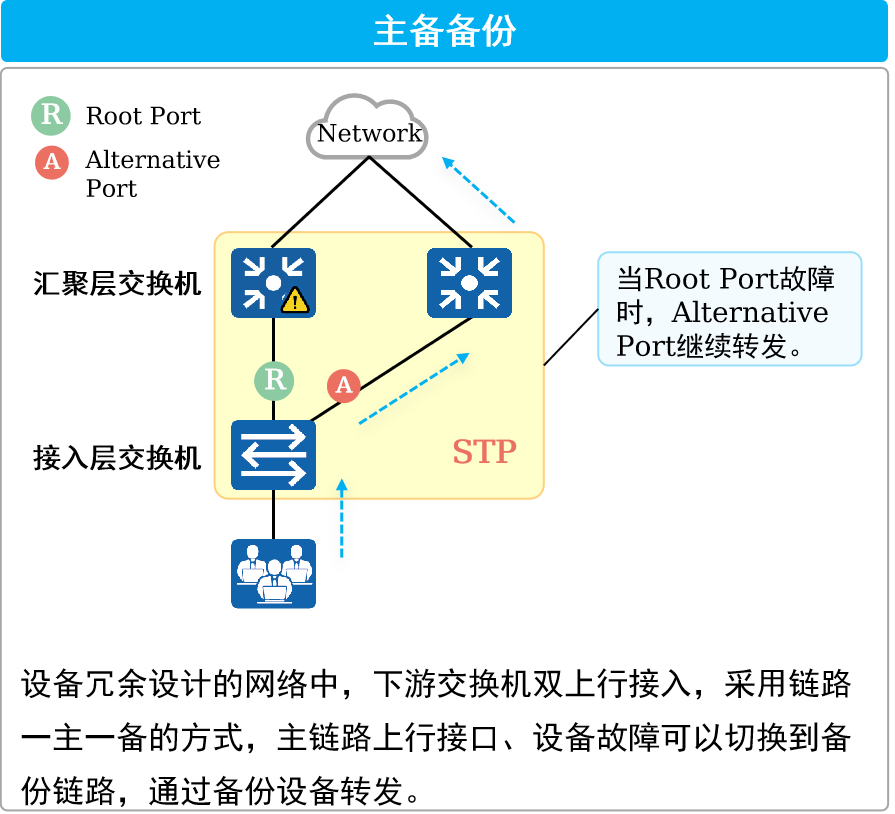 主备备份
R Root Port
A Alternative
Port
Network
汇聚层交换机
当Root Port故障
时，Alternative
Port继续转发。
R
A
接入层交换机
STP
设备冗余设计的网络中，下游交换机双上行接入，采用链路
一主一备的方式，主链路上行接口、设备故障可以切换到备
份链路，通过备份设备转发。